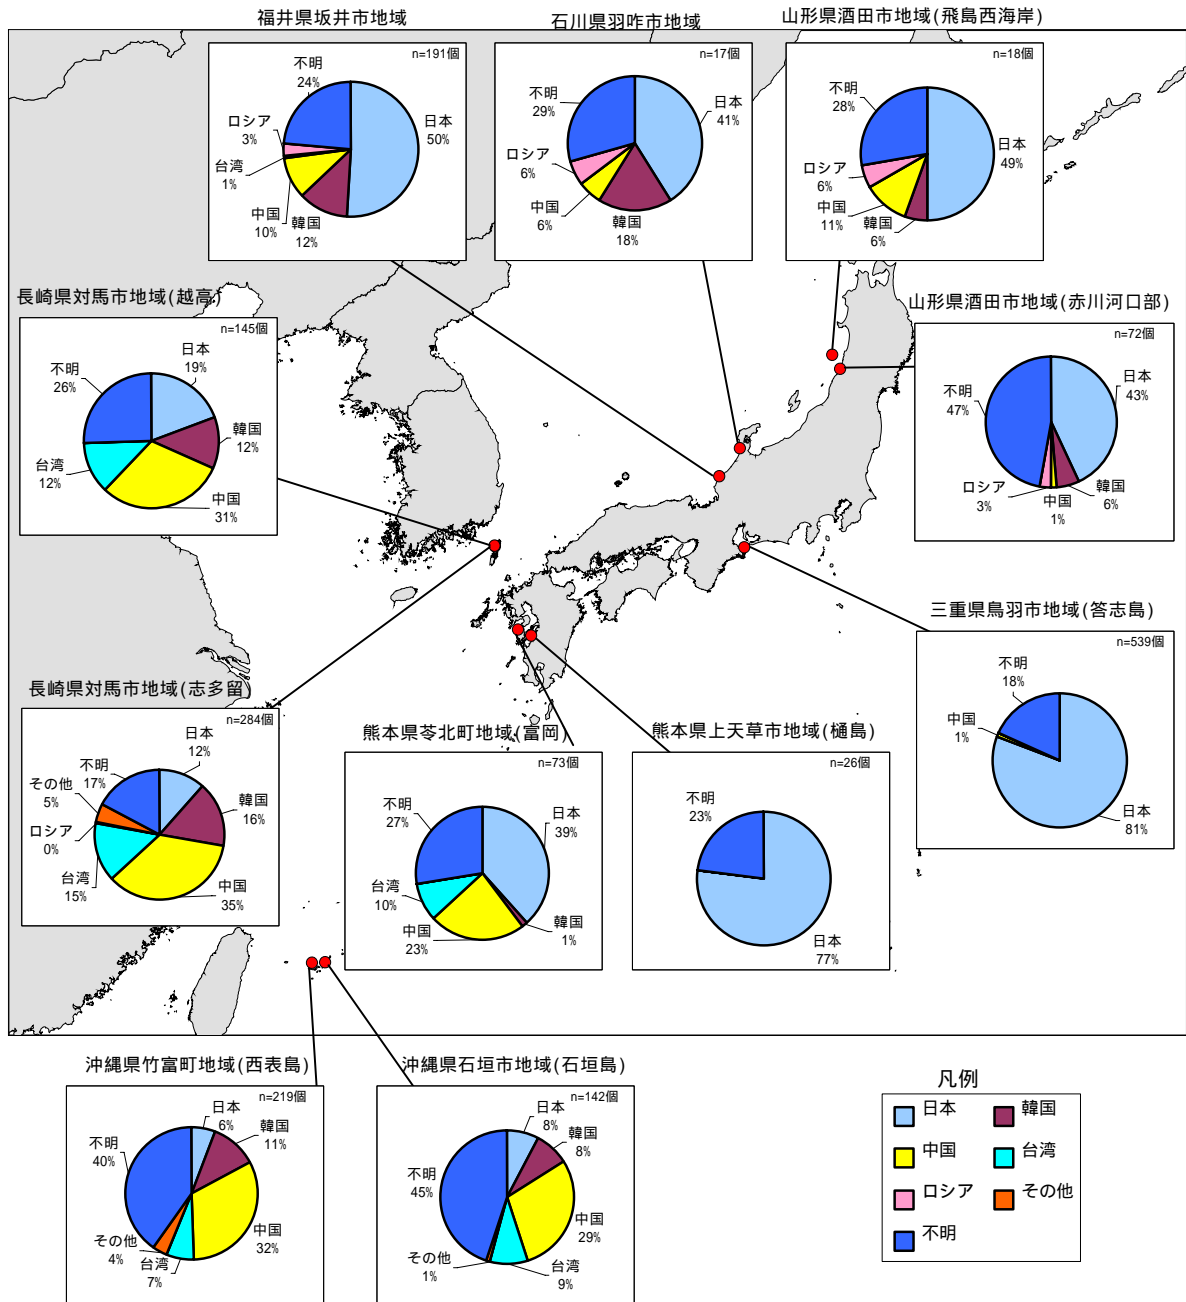 福井県坂井市地域
n=191個
不明
24%
ロシア
3%
台湾
1%
中国
10%
韓国
12%
日本
50%
石川県羽咋市地域
n=17個
不明
29%
日本
41%
ロシア
6%
中国
6%
韓国
18%
山形県酒田市地域(飛島西海岸)
n=18個
不明
28%
日本
49%
ロシア
6%
中国
11%
韓国
6%
長崎県対馬市地域(越高)
n=145個
日本
19%
不明
26%
韓国
12%
台湾
12%
中国
31%
山形県酒田市地域(赤川河口部)
n=72個
不明
47%
日本
43%
ロシア
3%
中国
1%
韓国
6%
三重県鳥羽市地域(答志島)
n=539個
不明
18%
中国
1%
日本
81%
長崎県対馬市地域(志多留)
n=284個
日本
12%
不明
17%
その他
5%
韓国
16%
ロシア
0%
台湾
15%
中国
35%
熊本県苓北町地域(富岡)
n=73個
不明
27%
日本
39%
台湾
10%
中国
23%
韓国
1%
熊本県上天草市地域(樋島)
n=26個
不明
23%
日本
77%
沖縄県竹富町地域(西表島)
n=219個
日本
6%
韓国
11%
不明
40%
中国
32%
その他
4%
台湾
7%
沖縄県石垣市地域(石垣島)
n=142個
日本
8%
韓国
8%
不明
45%
中国
29%
その他
1%
台湾
9%
凡例
日本 韓国
中国 台湾
ロシア その他
不明